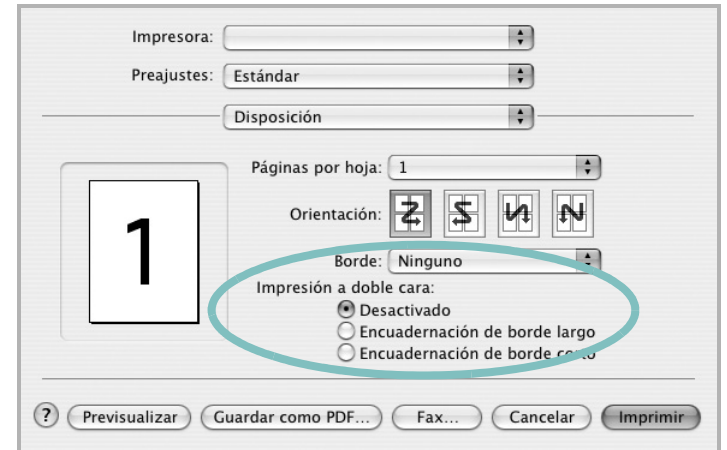 Impresora:
Preajustes: Estándar
Disposición
Páginas por hoja: 1
1
Orientación:
Borde: Ninguno
Impresión a doble cara:
Desactivado
Encuadernación de borde largo
Encuadernación de borde corto
? Previsualizar Guardar como PDF... Fax... Cancelar Imprimir